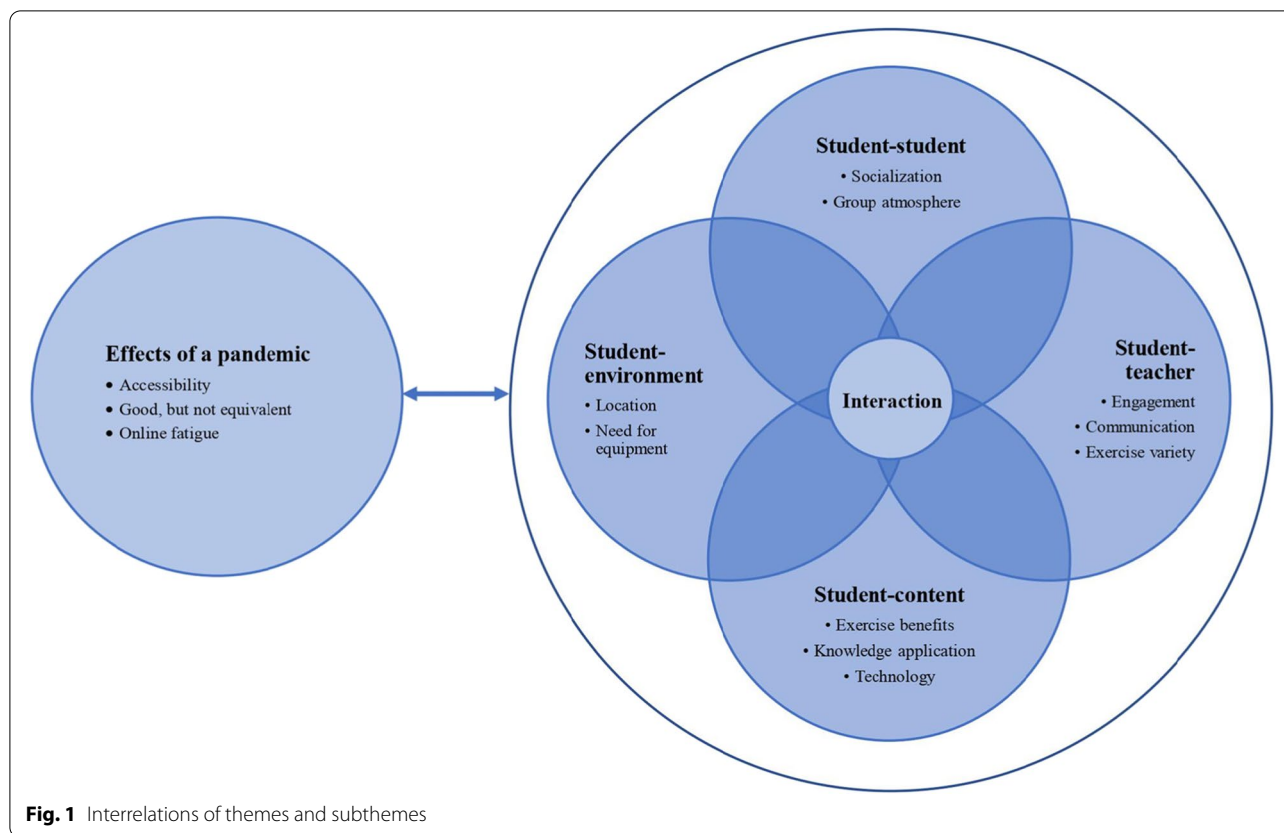 Effects of a pandemic
• Accessibility
• Good, but not equivalent
• Online fatigue
Student-student
• Socialization
• Group atmosphere
Student-
environment
• Location
• Need for
equipment
Interaction
Student-
teacher
• Engagement
• Communication
• Exercise variety
Student-content
• Exercise benefits
• Knowledge application
• Technology
Fig. 1 Interrelations of themes and subthemes